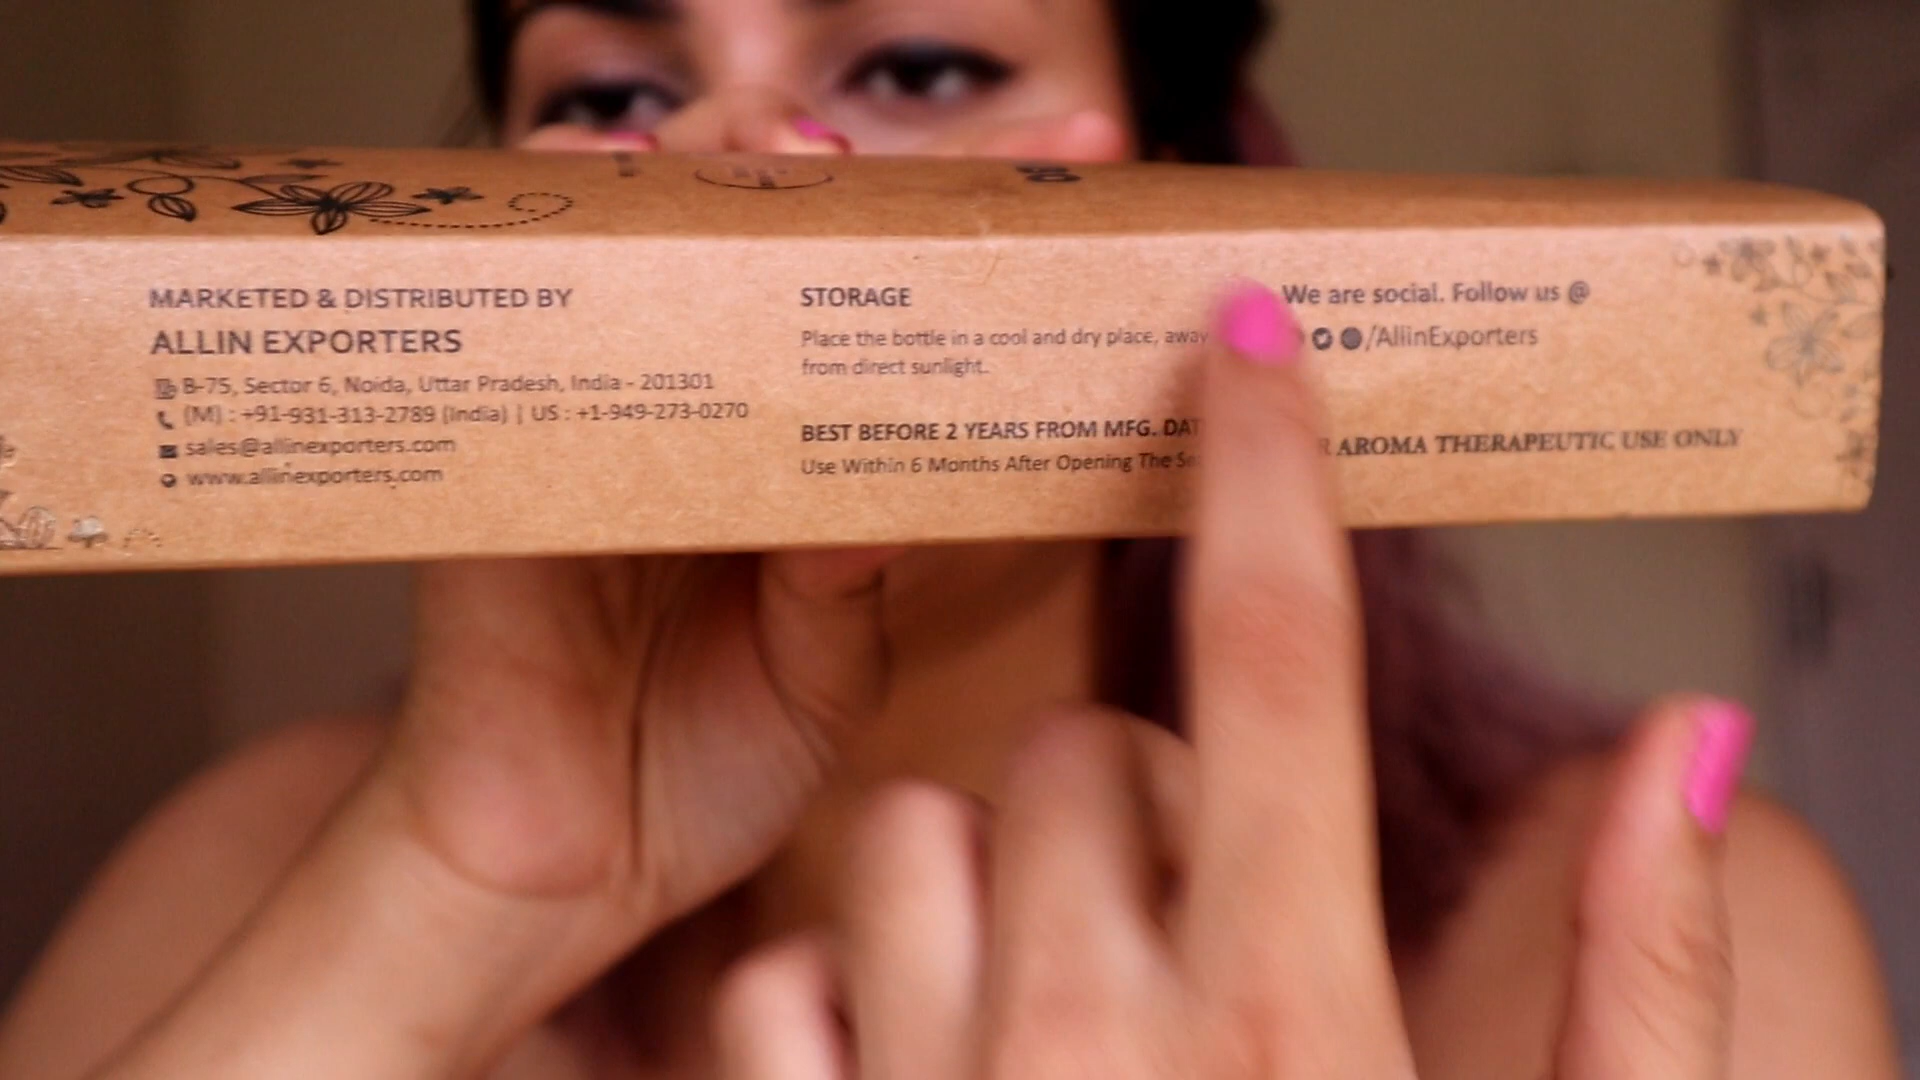 MARKETED & DISTRIBUTED BY
ALLIN EXPORTERS
B-75, Sector 6, Noida, Uttar Pradesh, India - 201301
(M) : +91-931-313-2789 (India) | US : +1-949-273-0270
sales@allinexporters.com
www.allinexporters.com
STORAGE
Place the bottle in a cool and dry place, away
from direct sunlight.
BEST BEFORE 2 YEARS FROM MFG.
Use Within 6 Months After Opening The
We are social. Follow us @
/AllinExporters
AROMA THERAPEUTIC USE ONLY